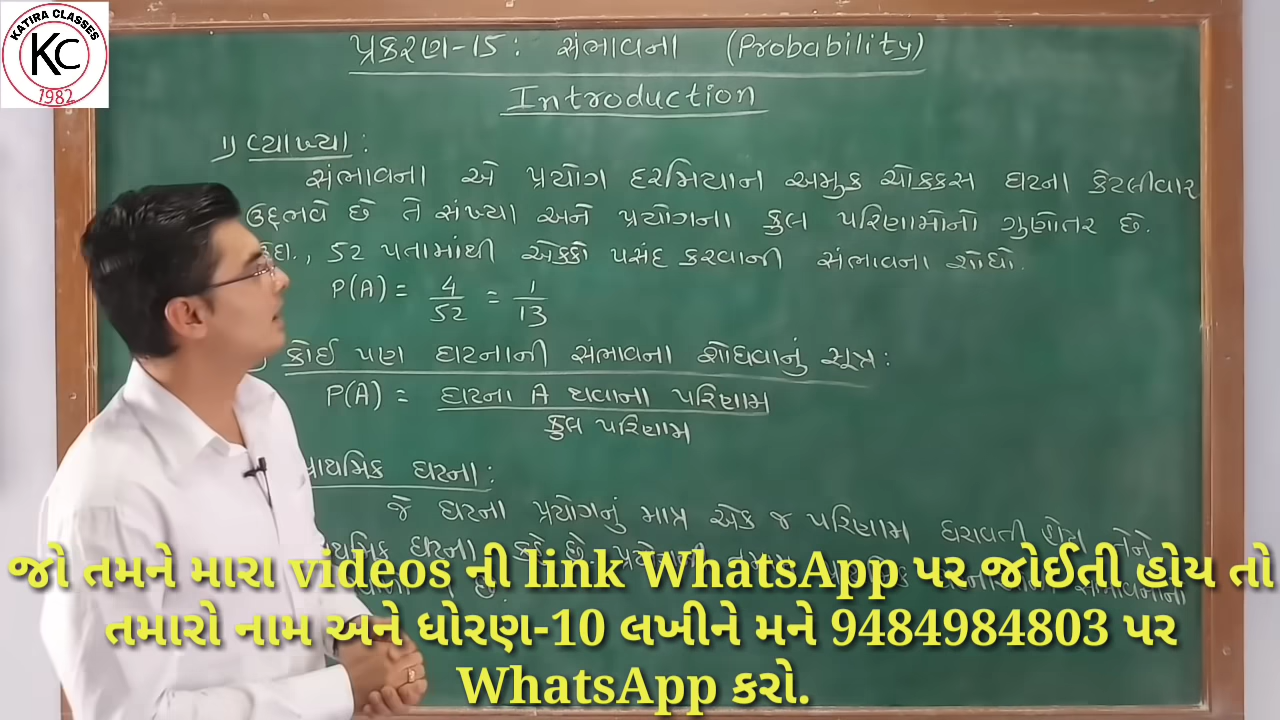 KATIRA CLASSES
KC
1982
પ્રકરણ-15: સંભાવના (Probability)
Introduction
1) વ્યાખ્યા:
સંભાવના એ પ્રયોગ દરમિયાન અમુક ચોક્કસ ઘટના કેટલીવાર
ઉદ્દભવે છે તે સંખ્યા અને પ્રયોગના કુલ પરિણામોનો ગુણોતર છે.
દા., 52 પતામાંથી એક્કો પસંદ કરવાની સંભાવના શોધો.
P(A) = 4/52 = 1/13
કોઈ પણ ઘટનાની સંભાવના શોધવાનું સૂત્ર:
P(A) = ઘટના A થવાના પરિણામ
કુલ પરિણામ
પ્રાથમિક ઘટના:
જે ઘટના પ્રયોગનું માત્ર એક જ પરિણામ ધરાવતી હોય તેને
ઘટના કહે છે.
જો તમને મારા videos ની link WhatsApp પર જોઈતી હોય તો
તમારો નામ અને ધોરણ-10 લખીને મને 9484984803 પર
WhatsApp કરો.